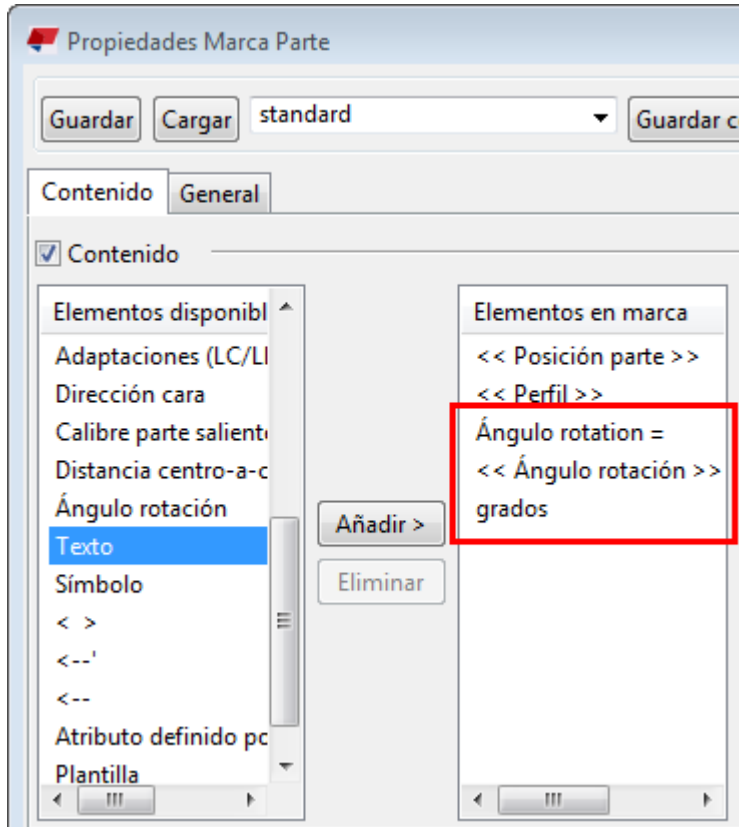 Propiedades Marca Parte
Guardar Cargar standard Guardar c
Contenido General
Contenido
Elementos disponibl
Adaptaciones (LC/LI
Dirección cara
Calibre parte saliente
Distancia centro-a-c
Ángulo rotación
Texto
Símbolo
< >
<--'
<--
Atributo definido po
Plantilla
Añadir >
Eliminar
Elementos en marca
<< Posición parte >>
<< Perfil >>
Ángulo rotation =
<< Ángulo rotación >>
grados